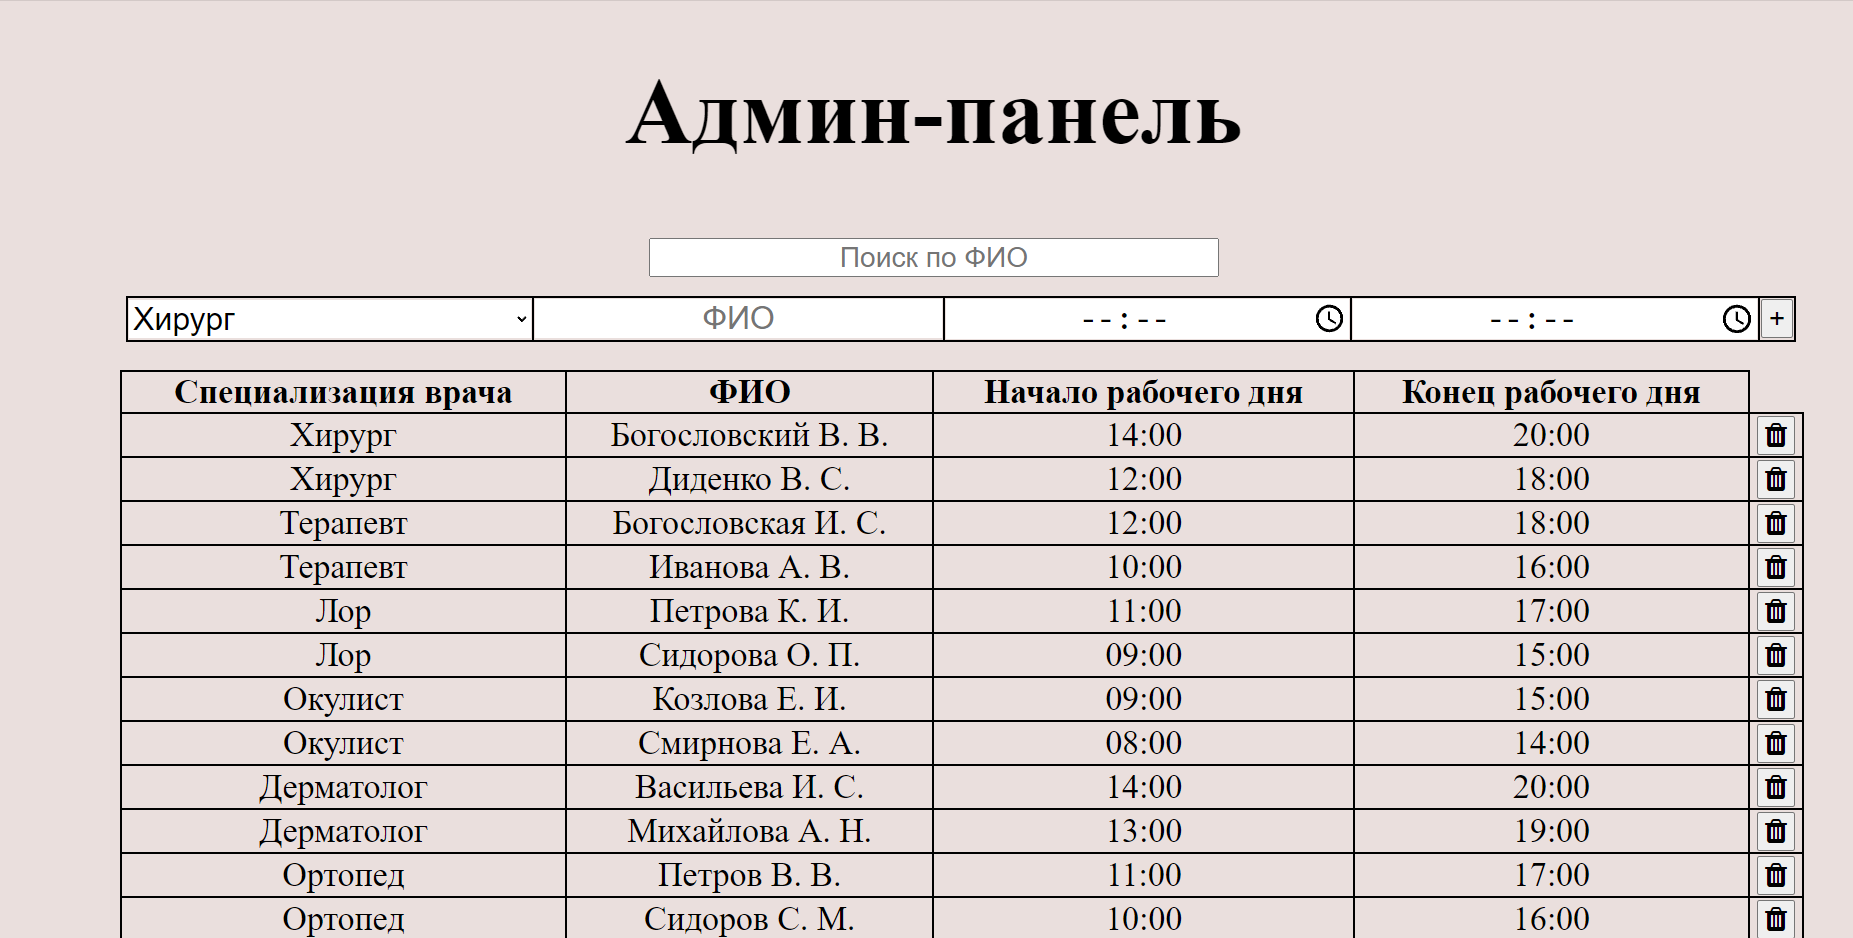 Админ-панель
Поиск по ФИО
Хирург ФИО --:-- --:-- +
Специализация врача ФИО Начало рабочего дня Конец рабочего дня
Хирург Богословский В. В. 14:00 20:00
Хирург Диденко В. С. 12:00 18:00
Терапевт Богословская И. С. 12:00 18:00
Терапевт Иванова А. В. 10:00 16:00
Лор Петрова К. И. 11:00 17:00
Лор Сидорова О. П. 09:00 15:00
Окулист Козлова Е. И. 09:00 15:00
Окулист Смирнова Е. А. 08:00 14:00
Дерматолог Васильева И. С. 14:00 20:00
Дерматолог Михайлова А. Н. 13:00 19:00
Ортопед Петров В. В. 11:00 17:00
Ортопед Сидоров С. М. 10:00 16:00